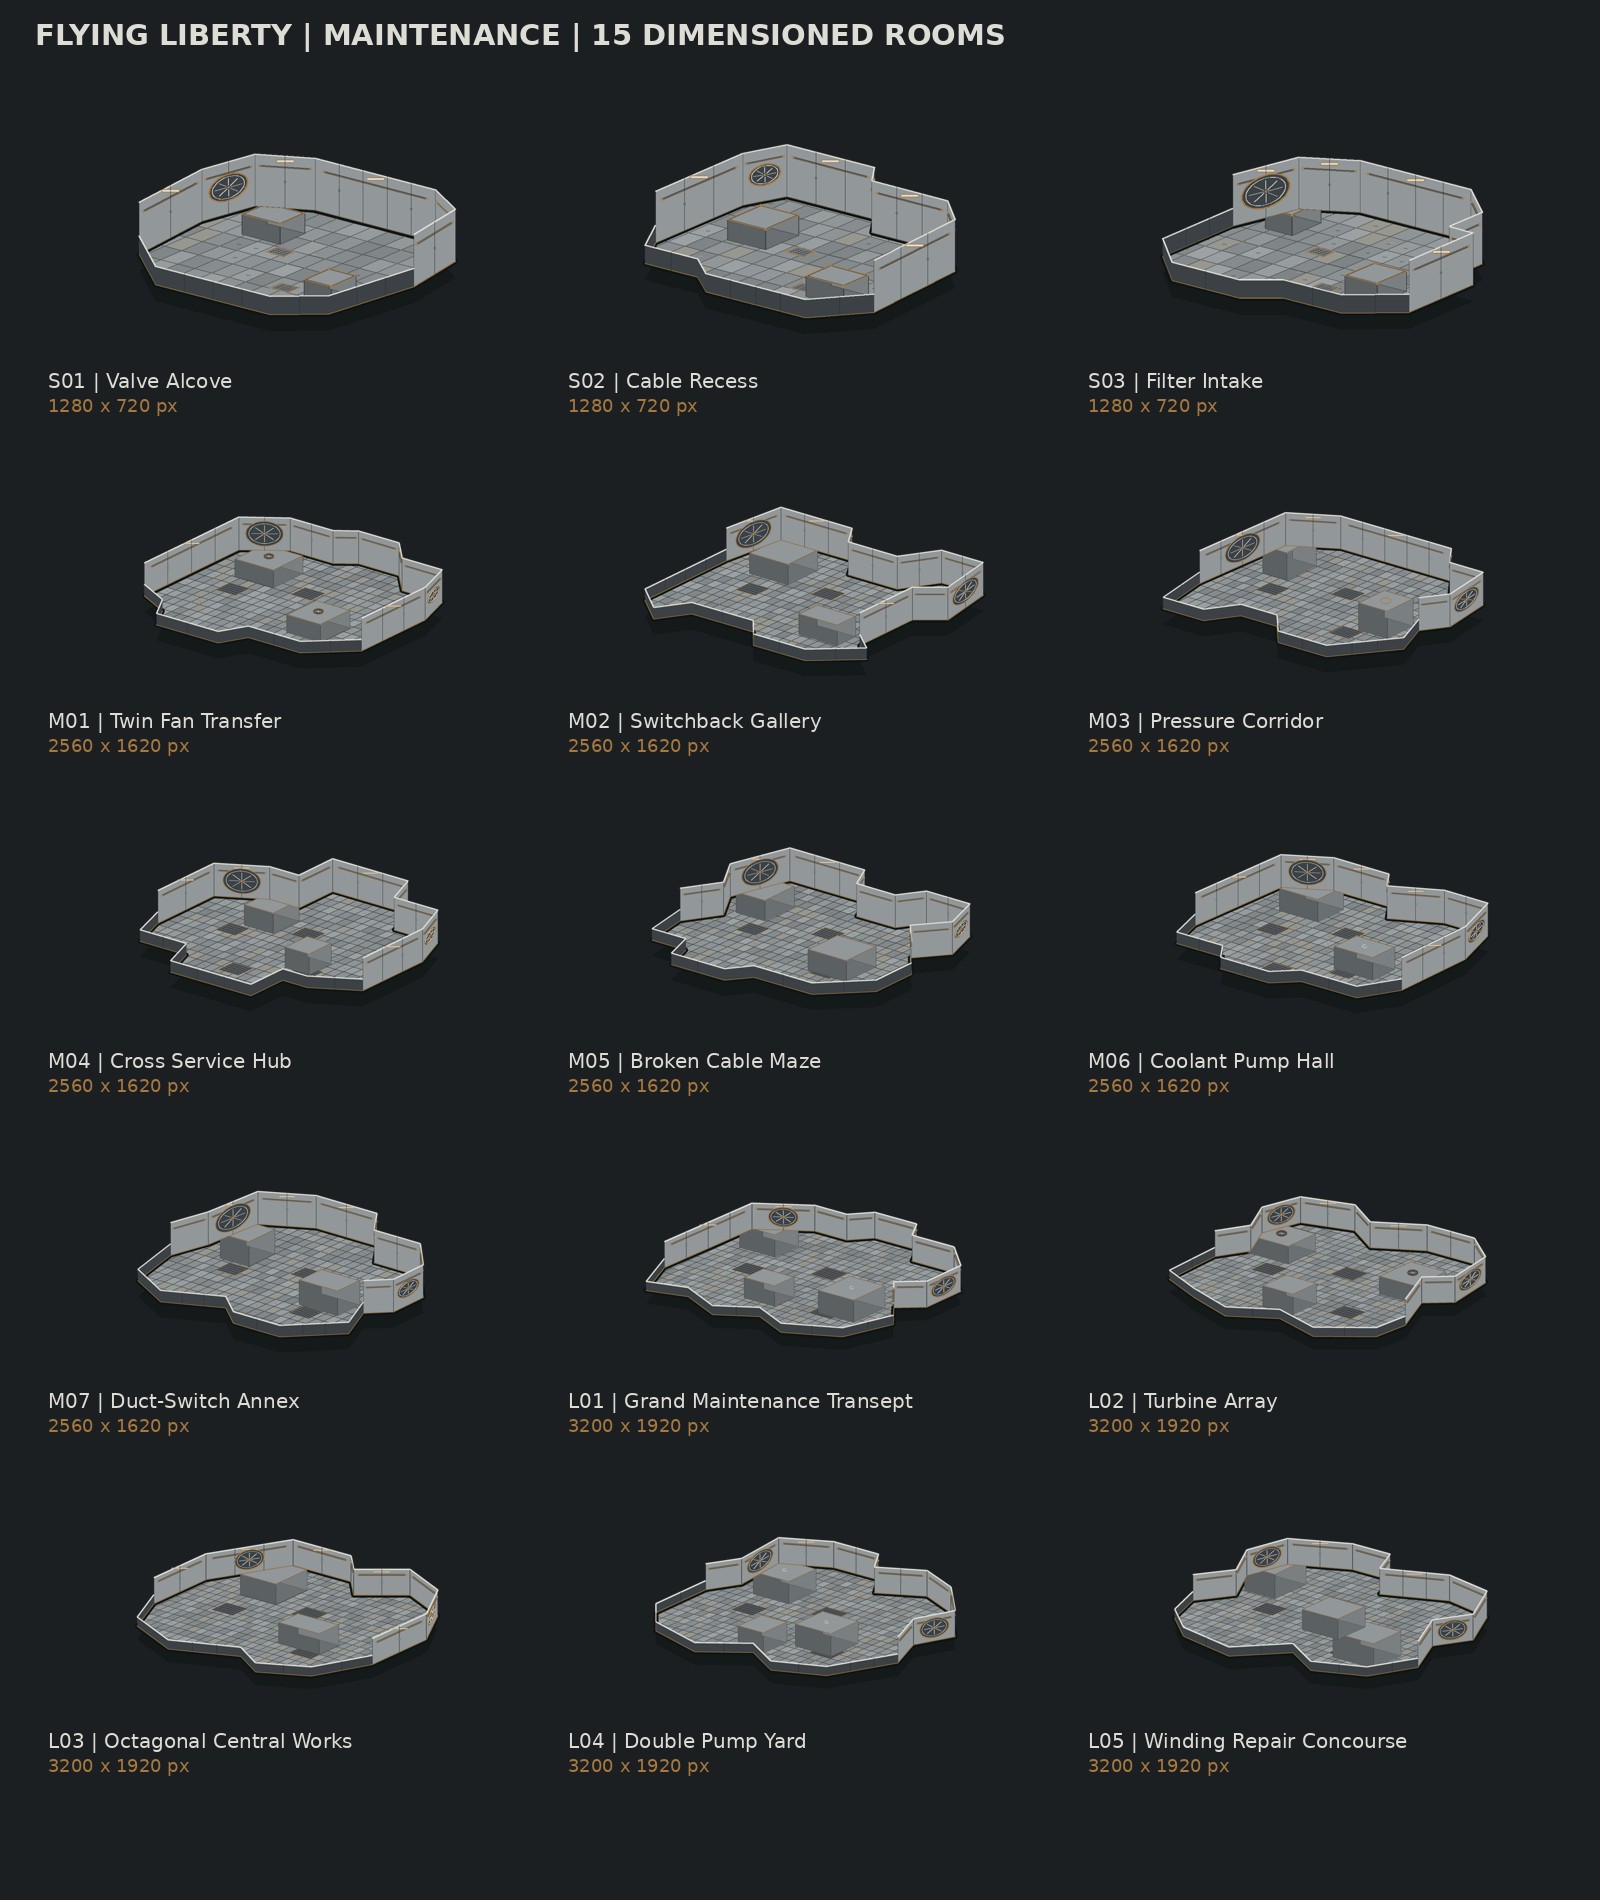 FLYING LIBERTY | MAINTENANCE | 15 DIMENSIONED ROOMS
S01 | Valve Alcove
1280 x 720 px
S02 | Cable Recess
1280 x 720 px
S03 | Filter Intake
1280 x 720 px
M01 | Twin Fan Transfer
2560 x 1620 px
M02 | Switchback Gallery
2560 x 1620 px
M03 | Pressure Corridor
2560 x 1620 px
M04 | Cross Service Hub
2560 x 1620 px
M05 | Broken Cable Maze
2560 x 1620 px
M06 | Coolant Pump Hall
2560 x 1620 px
M07 | Duct-Switch Annex
2560 x 1620 px
L01 | Grand Maintenance Transept
3200 x 1920 px
L02 | Turbine Array
3200 x 1920 px
L03 | Octagonal Central Works
3200 x 1920 px
L04 | Double Pump Yard
3200 x 1920 px
L05 | Winding Repair Concourse
3200 x 1920 px